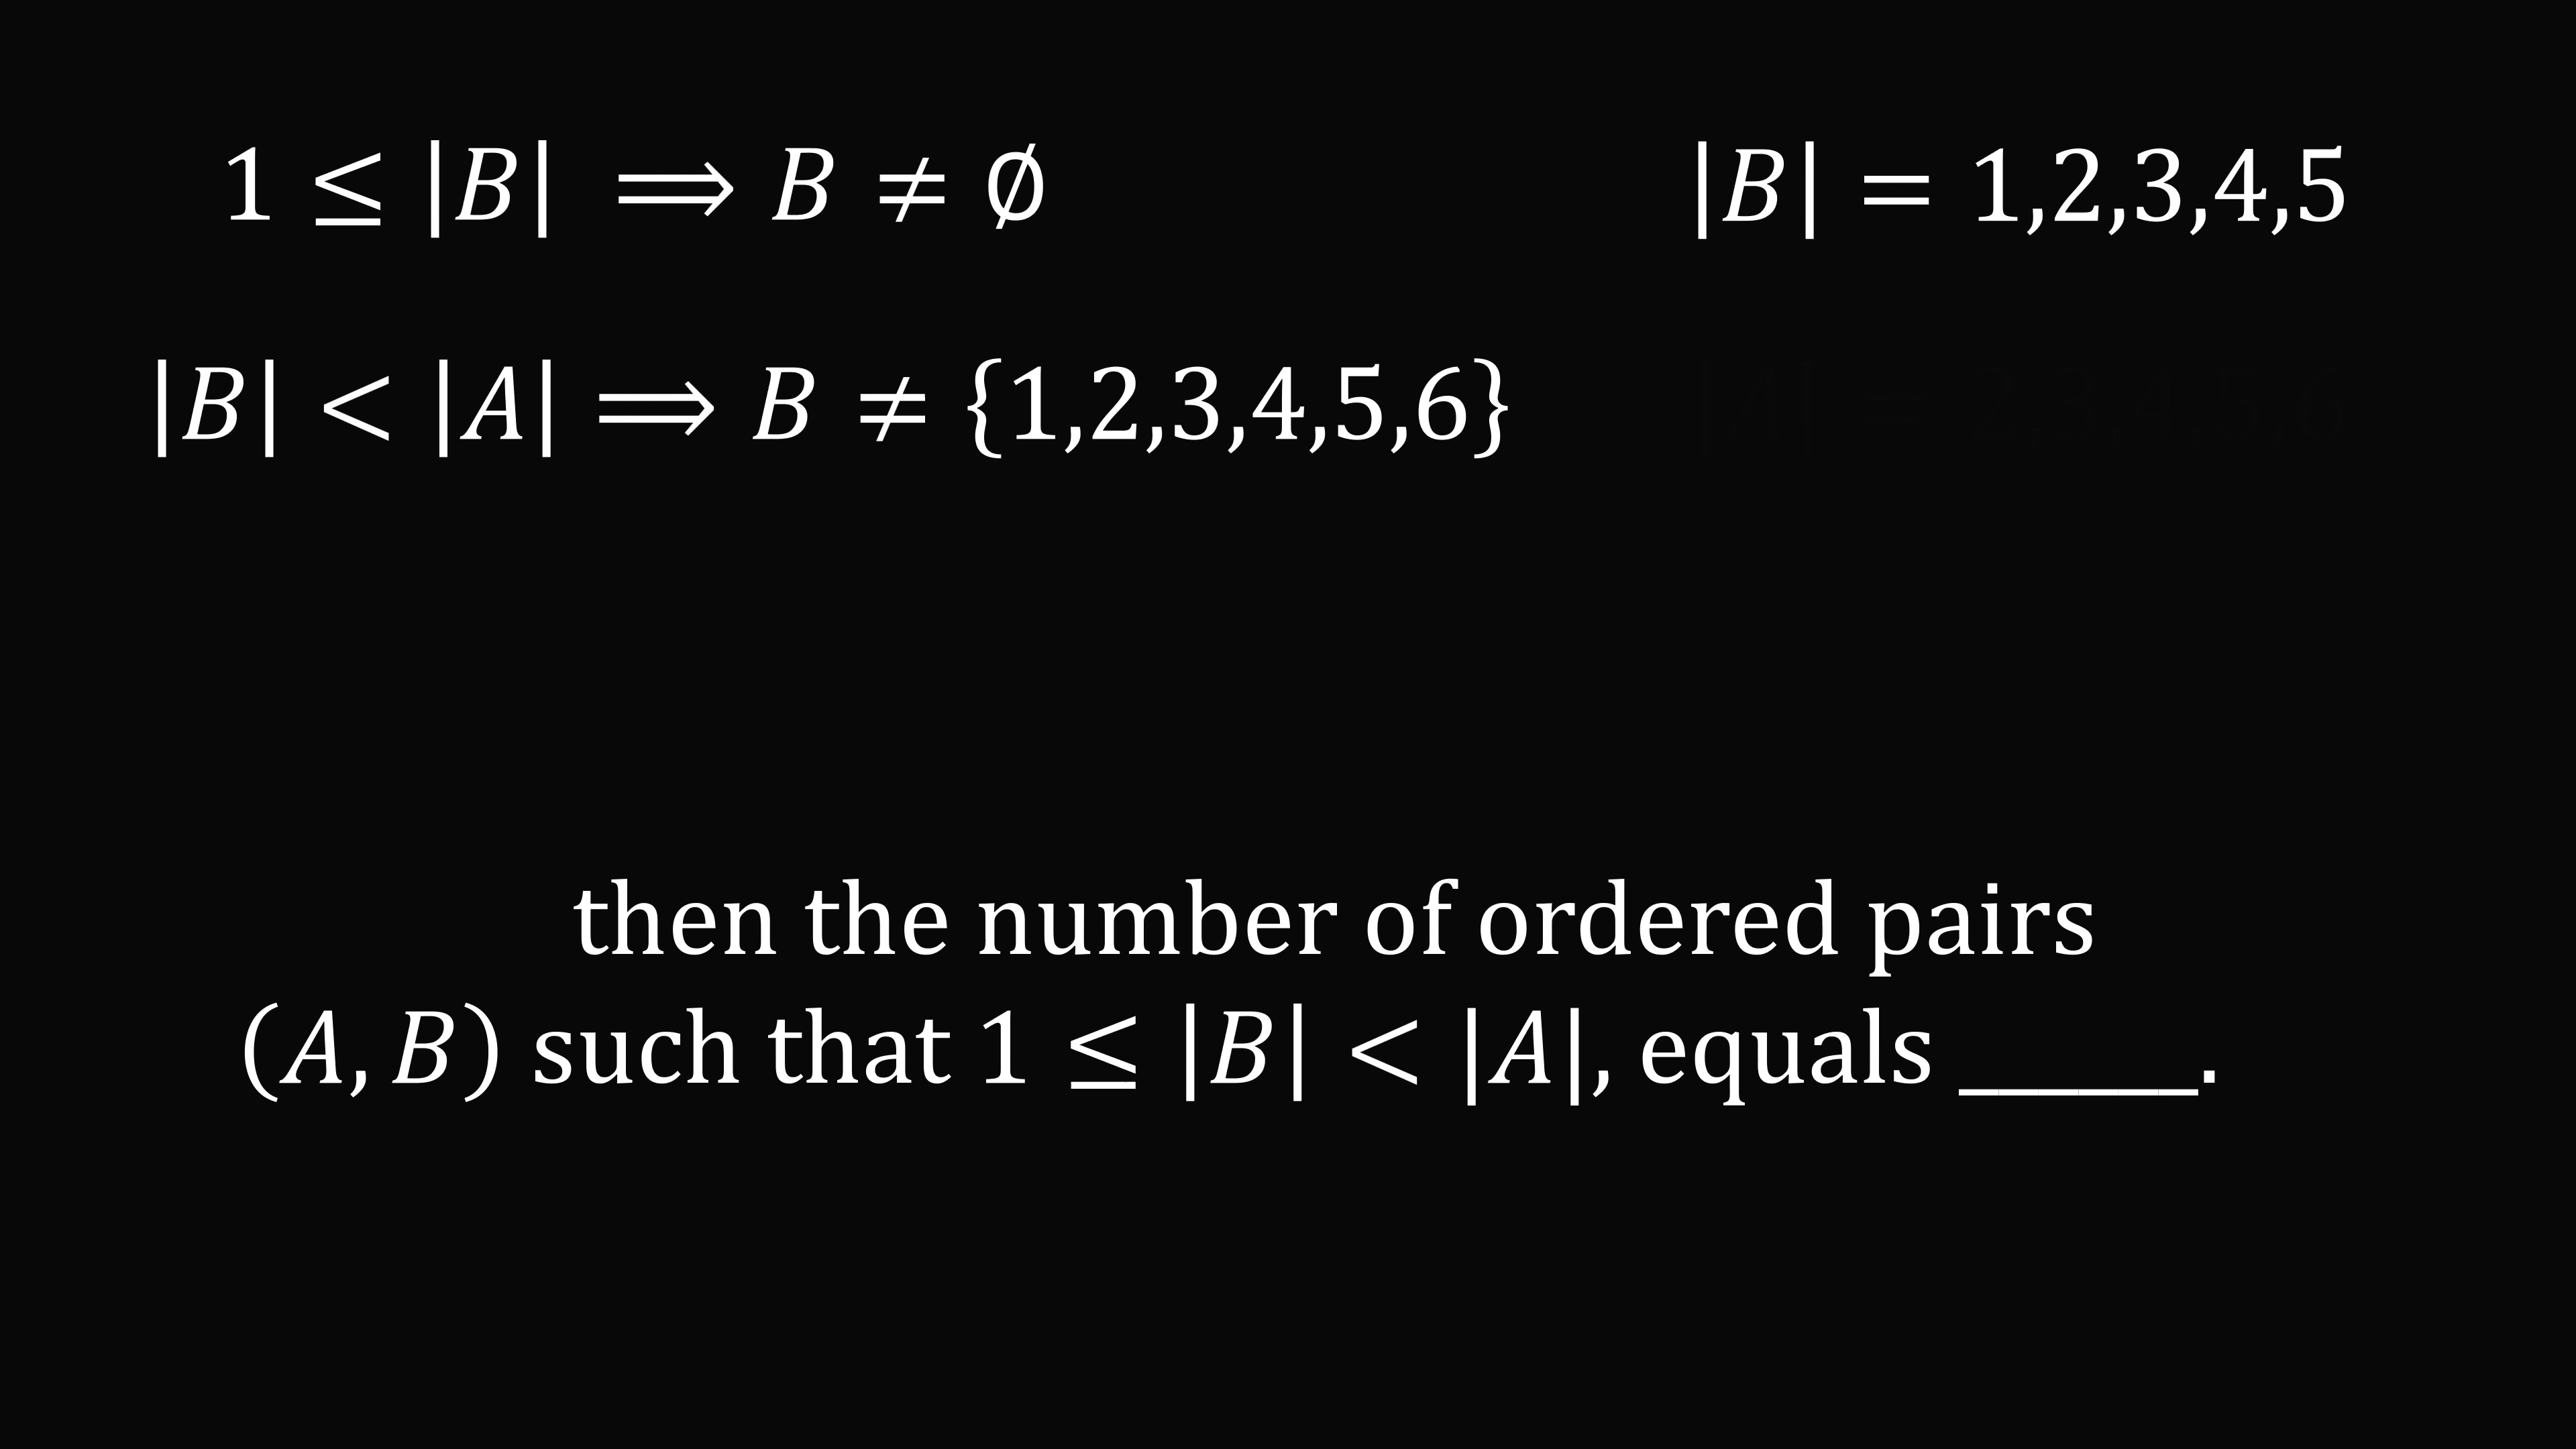 1 ≤ |B| ⟹ B ≠ ∅
|B| = 1,2,3,4,5
|B| < |A| ⟹ B ≠ {1,2,3,4,5,6}
then the number of ordered pairs
(A, B) such that 1 ≤ |B| < |A|, equals ______.